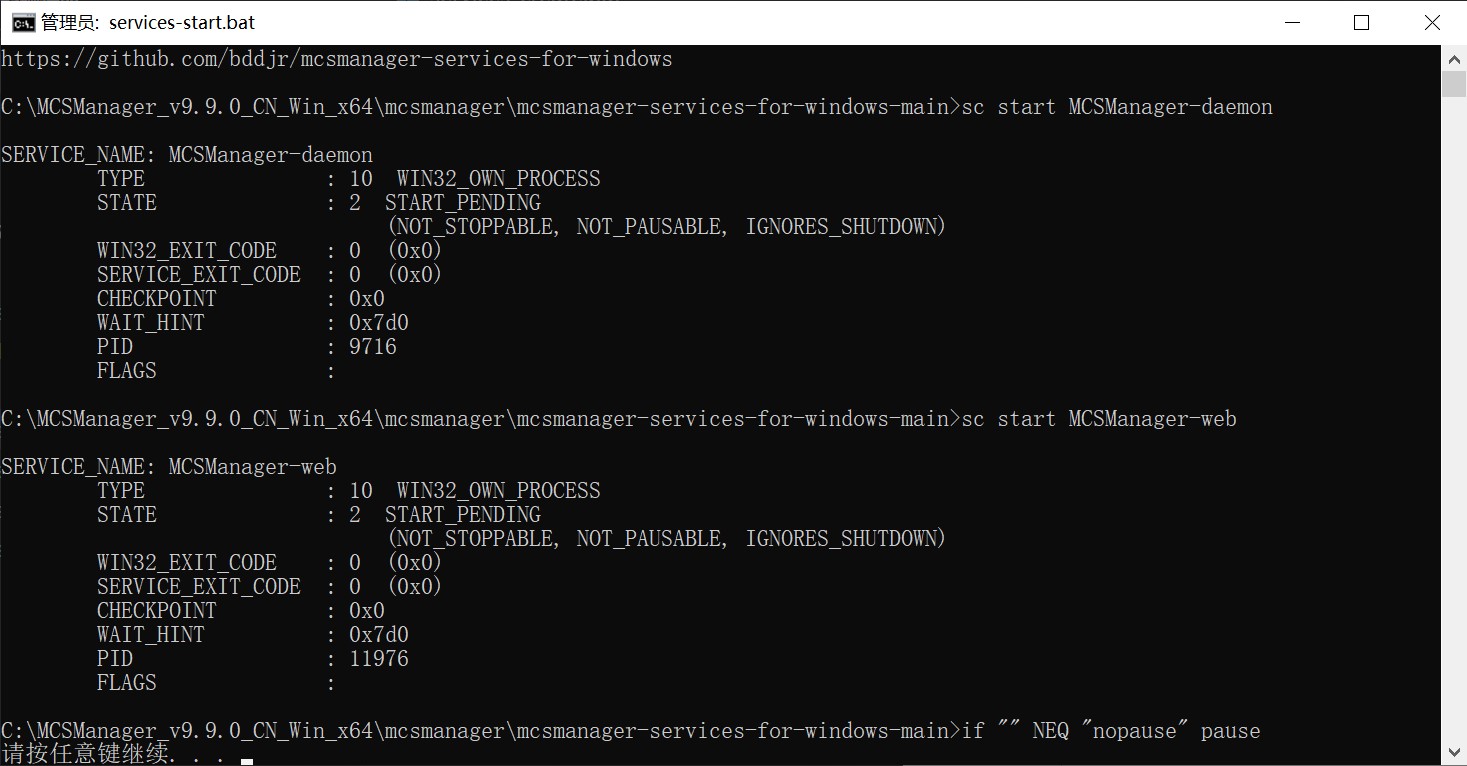 管理员: services-start.bat
https://github.com/bddjr/mcsmanager-services-for-windows
C:\MCSManager_v9.9.0_CN_Win_x64\mcsmanager\mcsmanager-services-for-windows-main>sc start MCSManager-daemon
SERVICE_NAME: MCSManager-daemon
TYPE : 10 WIN32_OWN_PROCESS
STATE : 2 START_PENDING
(NOT_STOPPABLE, NOT_PAUSABLE, IGNORES_SHUTDOWN)
WIN32_EXIT_CODE : 0 (0x0)
SERVICE_EXIT_CODE : 0 (0x0)
CHECKPOINT : 0x0
WAIT_HINT : 0x7d0
PID : 9716
FLAGS :
C:\MCSManager_v9.9.0_CN_Win_x64\mcsmanager\mcsmanager-services-for-windows-main>sc start MCSManager-web
SERVICE_NAME: MCSManager-web
TYPE : 10 WIN32_OWN_PROCESS
STATE : 2 START_PENDING
(NOT_STOPPABLE, NOT_PAUSABLE, IGNORES_SHUTDOWN)
WIN32_EXIT_CODE : 0 (0x0)
SERVICE_EXIT_CODE : 0 (0x0)
CHECKPOINT : 0x0
WAIT_HINT : 0x7d0
PID : 11976
FLAGS :
C:\MCSManager_v9.9.0_CN_Win_x64\mcsmanager\mcsmanager-services-for-windows-main>if "" NEQ "nopause" pause
请按任意键继续. . .